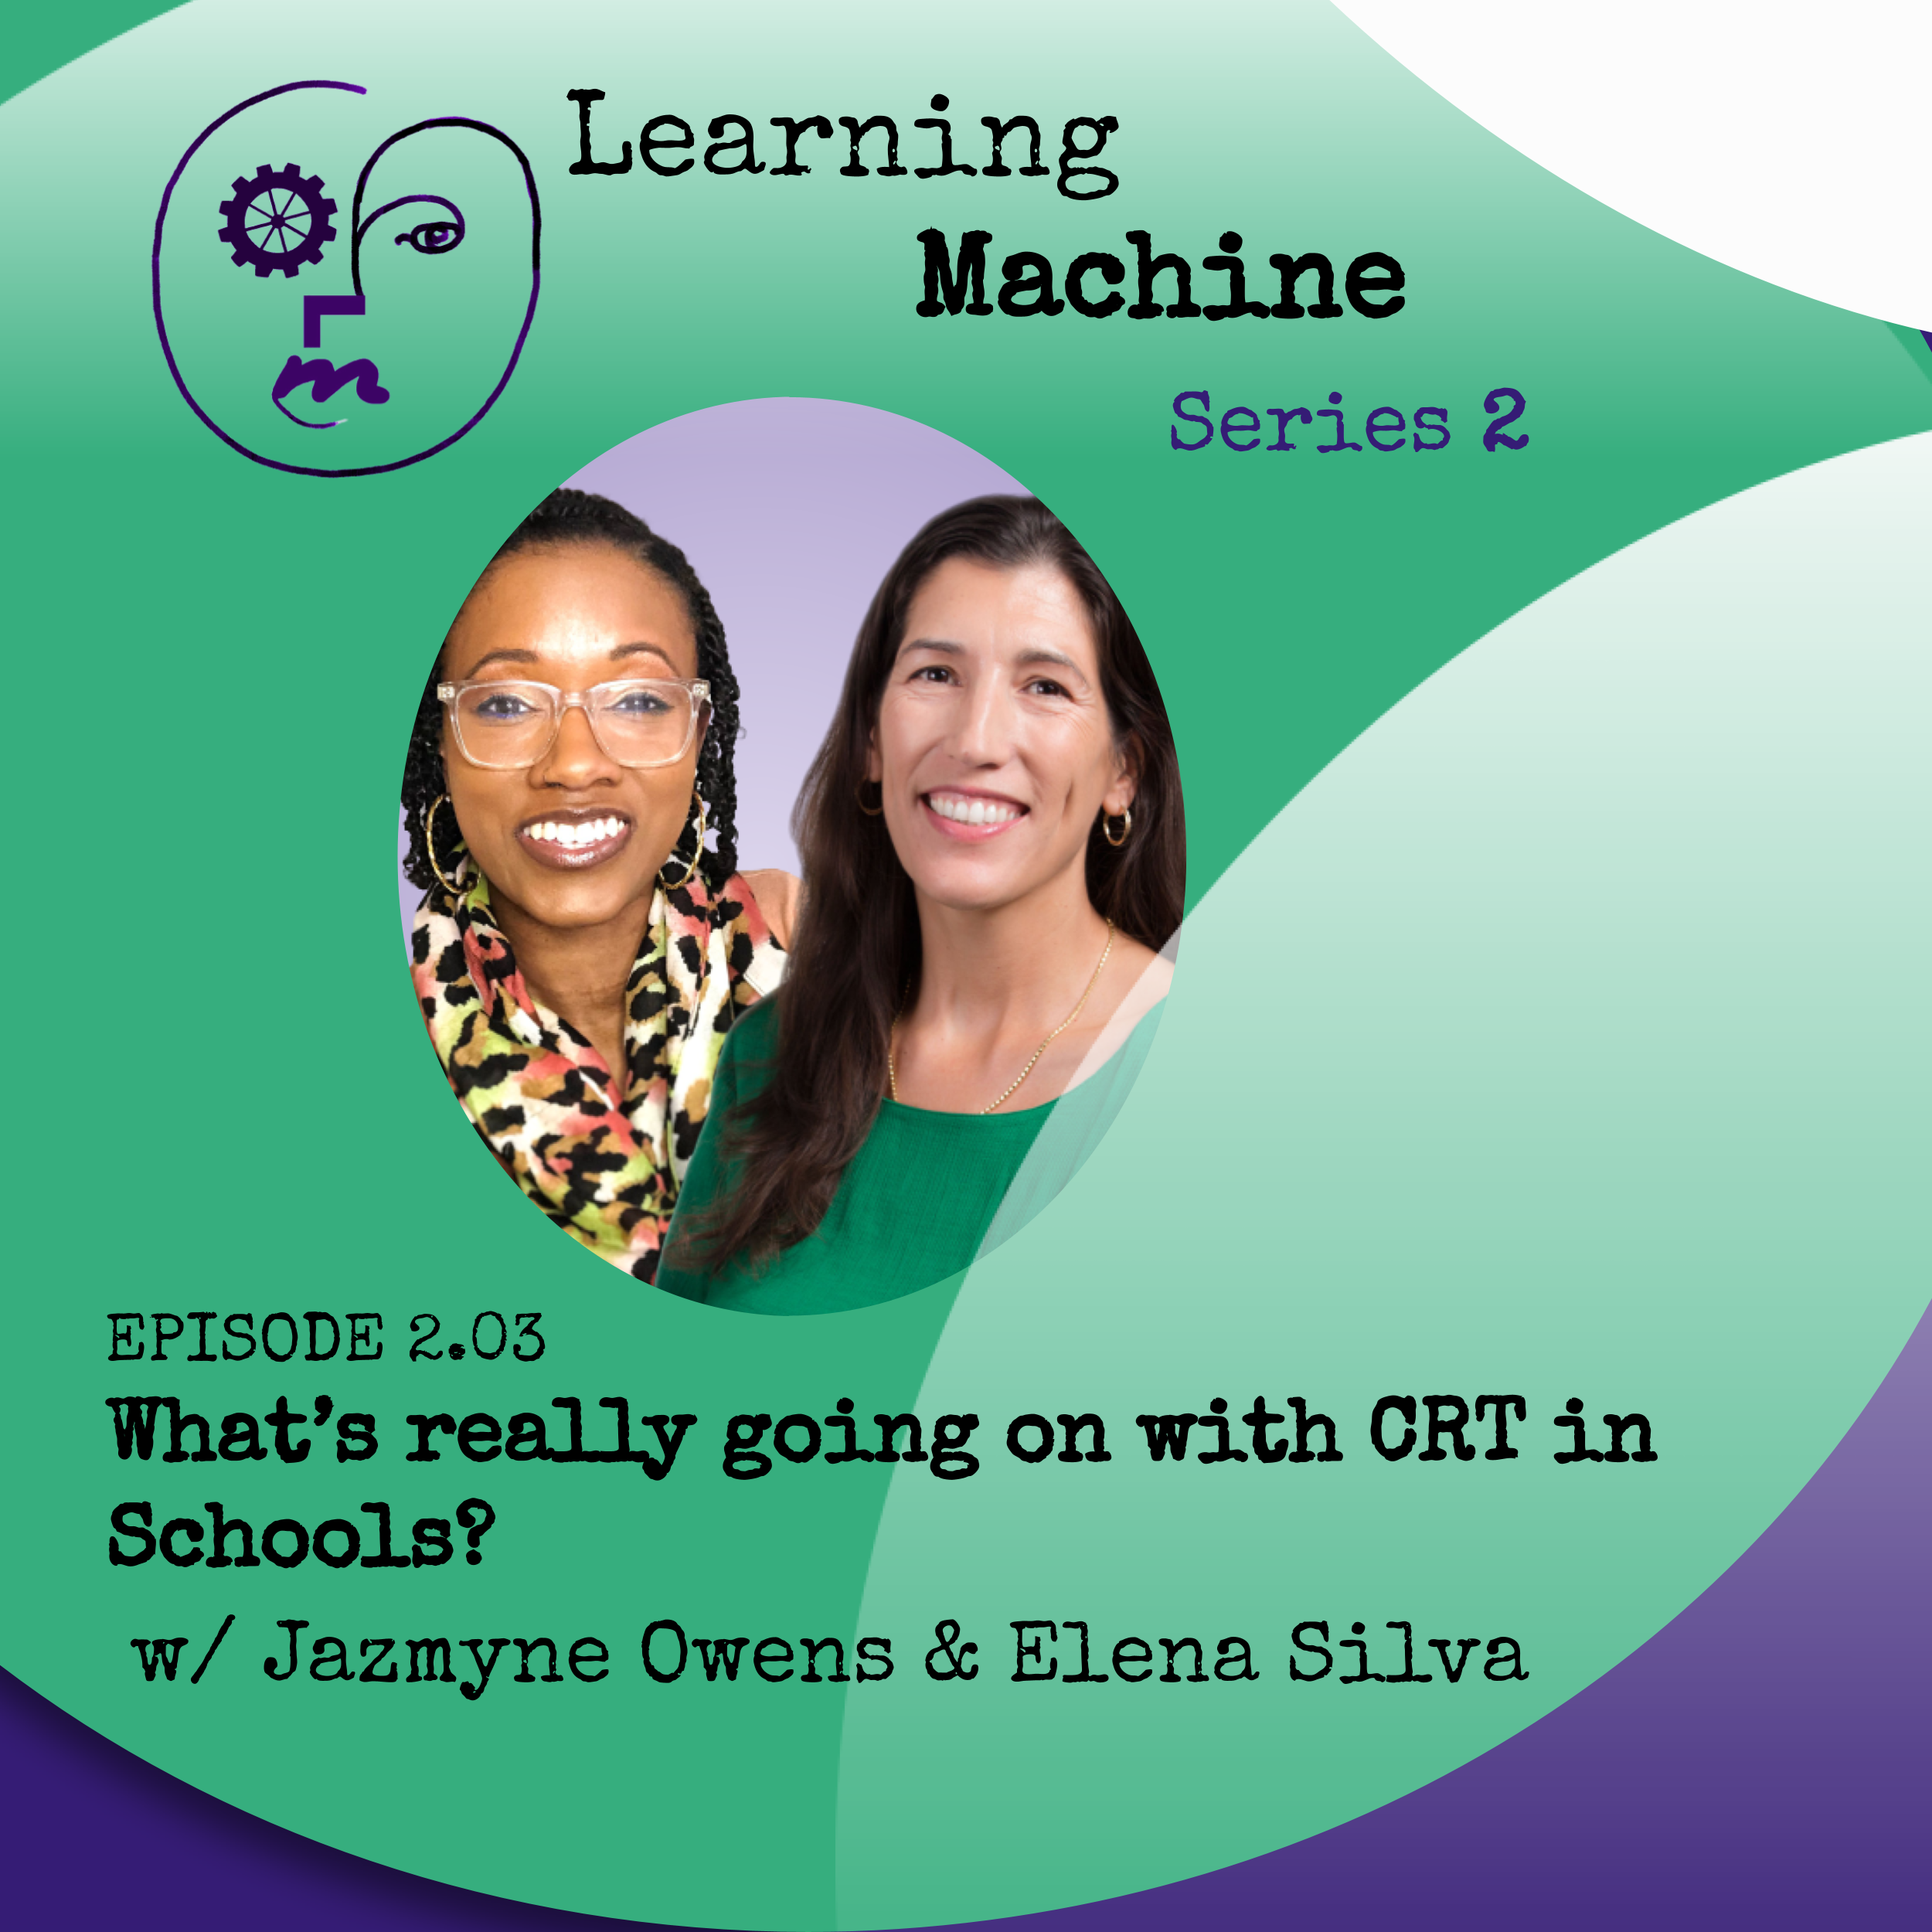 Learning
Machine
Series 2
EPISODE 2.03
What's really going on with CRT in
Schools?
w/ Jazmyne Owens & Elena Silva